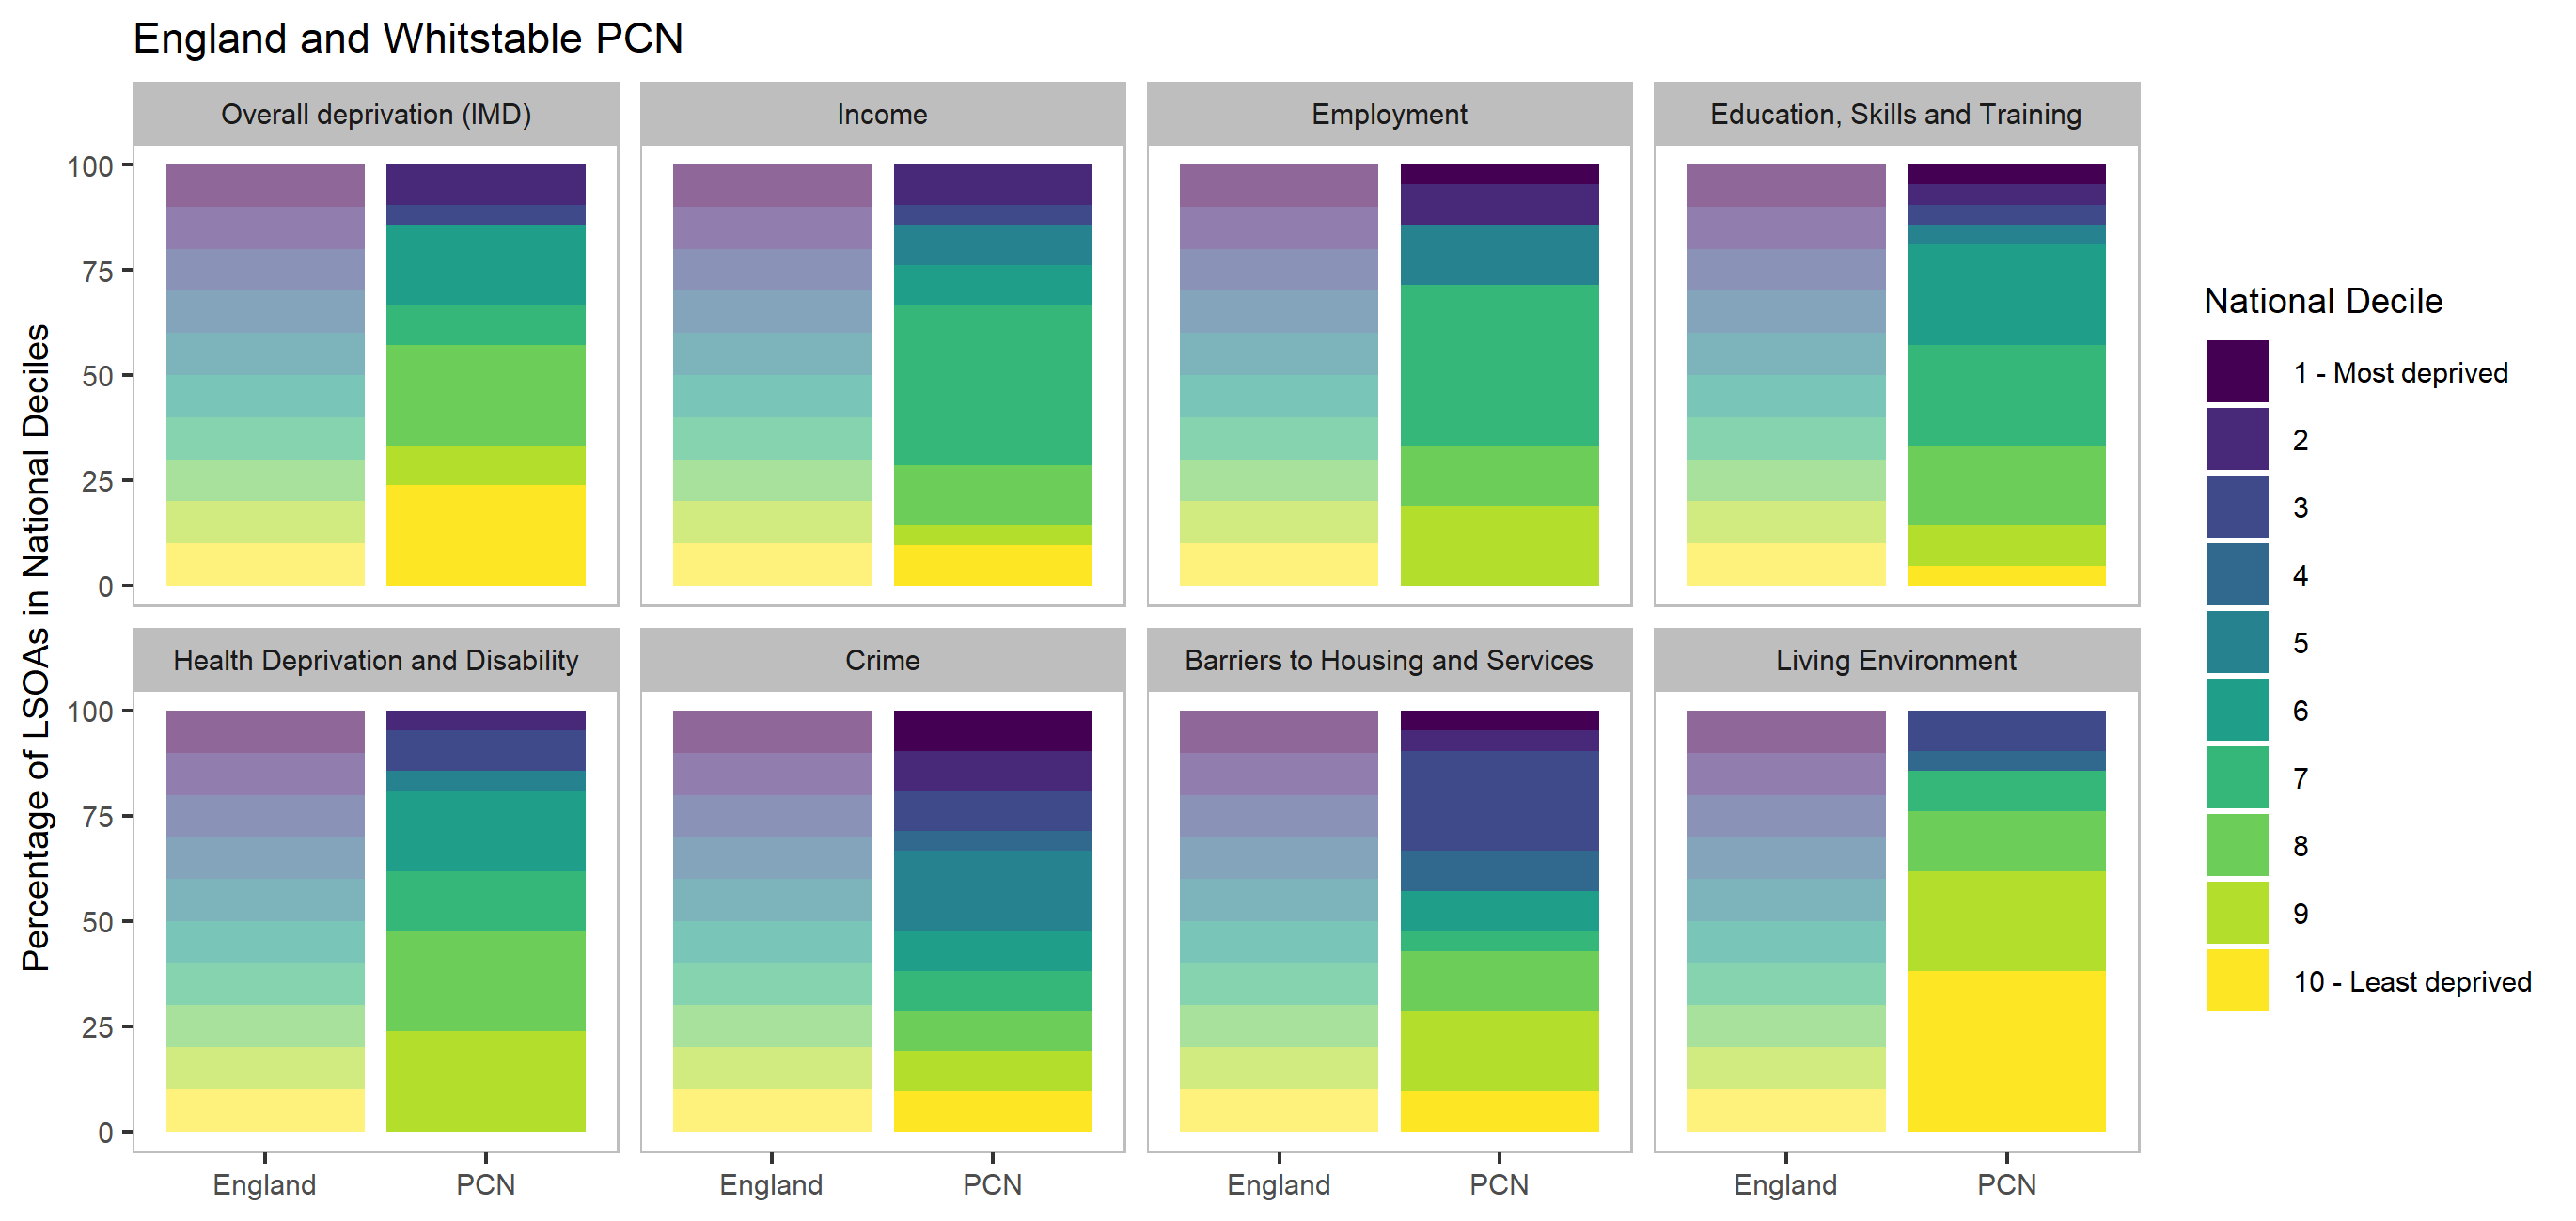 England and Whitstable PCN
Overall deprivation (IMD)
Income
Employment
Education, Skills and Training
100
75
50
25
0
Health Deprivation and Disability
Crime
Barriers to Housing and Services
Living Environment
100
75
50
25
0
England
PCN
England
PCN
England
PCN
England
PCN
Percentage of LSOAs in National Deciles
National Decile
1 - Most deprived
2
3
4
5
6
7
8
9
10 - Least deprived